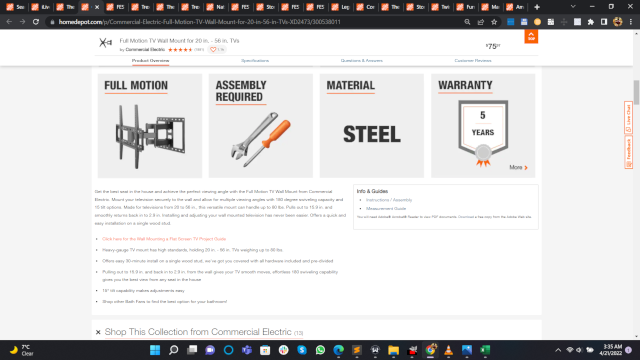 homedepot.com/p/Commercial-Electric-Full-Motion-TV-Wall-Mount-for-20-in-56-in-TVs-XD2473/300538011
Full Motion TV Wall Mount for 20 in. - 56 in. TVs
by Commercial Electric
TOP
Product Overview
Specifications
Questions & Answers
Customer Reviews
FULL MOTION
ASSEMBLY
REQUIRED
MATERIAL
STEEL
WARRANTY
5
YEARS
More
Live Chat
Feedback
Get the best seat in the house and achieve the perfect viewing angle with the Full Motion TV Wall Mount from Commercial
Electric. Mount your television securely to the wall and allow for multiple viewing angles with 180 degree swiveling capacity and
10 tilt options. Made for televisions from 20 to 56 in., this versatile mount can handle up to 80 lbs. Pulls out to 15.9 in. and
smoothly returns back to 2.8 in. Installing and adjusting your wall mounted television has never been easier. Offers a quick and
easy installation on a single wood stud.
Click here for the Wall Mounting a Flat Screen TV Project Guide
Heavy-gauge TV mount has high standards, holding 20 in. - 56 in. TVs weighing up to 80 lbs.
Offers easy 30-minute install on a single wood stud, we've got you covered with all hardware included and pre-drilled
Pulling out to 15.9 in. and back in to 2.8 in. from the wall gives your TV smooth moves, effortless 180 swiveling capability
gives you the best view from any seat in the house
tilt capability makes adjustments easy
Shop other Bath Fans to find the best option for your bathroom!
Info & Guides
Instructions / Assembly
Measurement Guide
You will need Adobe® Acrobat® Reader to view PDF documents. Download a free copy from the Adobe Web site.
Shop This Collection from Commercial Electric (13)
7°C
Clear
3:35 AM
4/21/2022